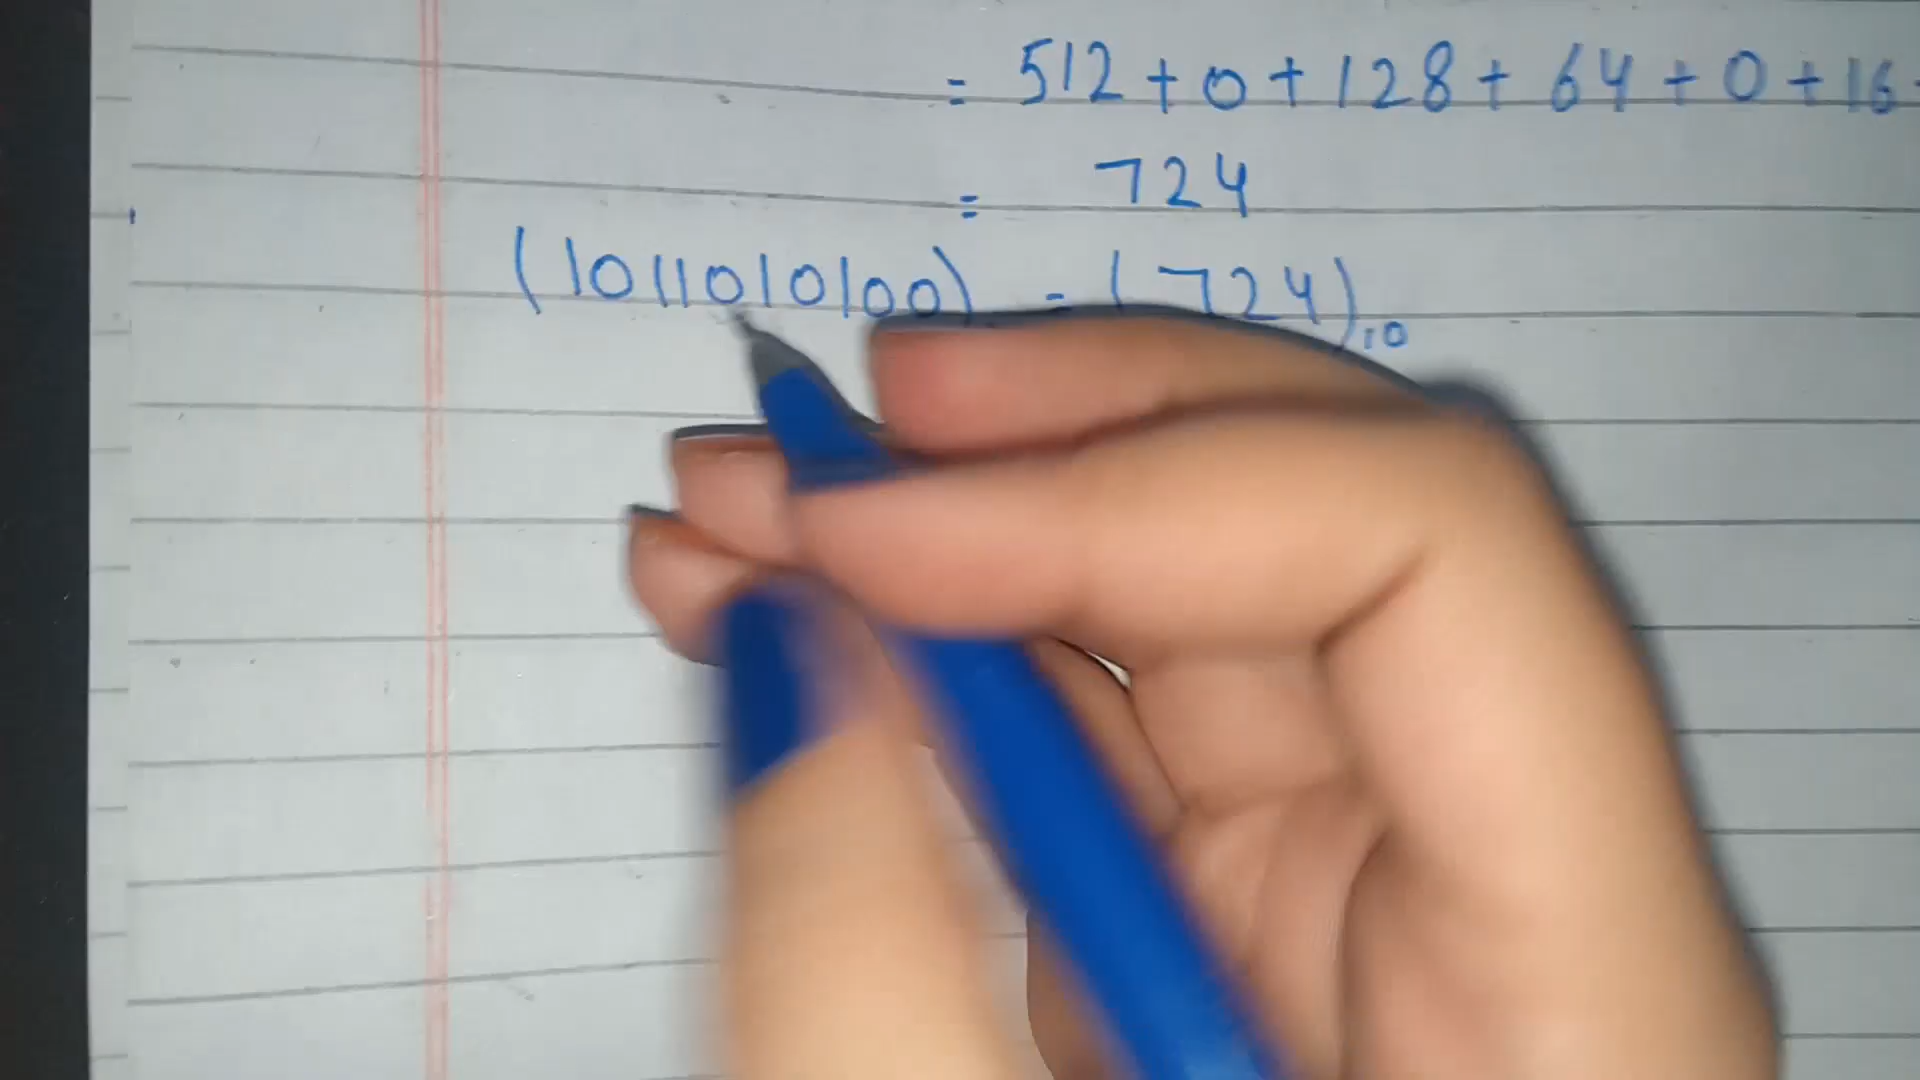 = 512 + 0 + 128 + 64 + 0 + 16
= 724
(1011010100) = (724)10